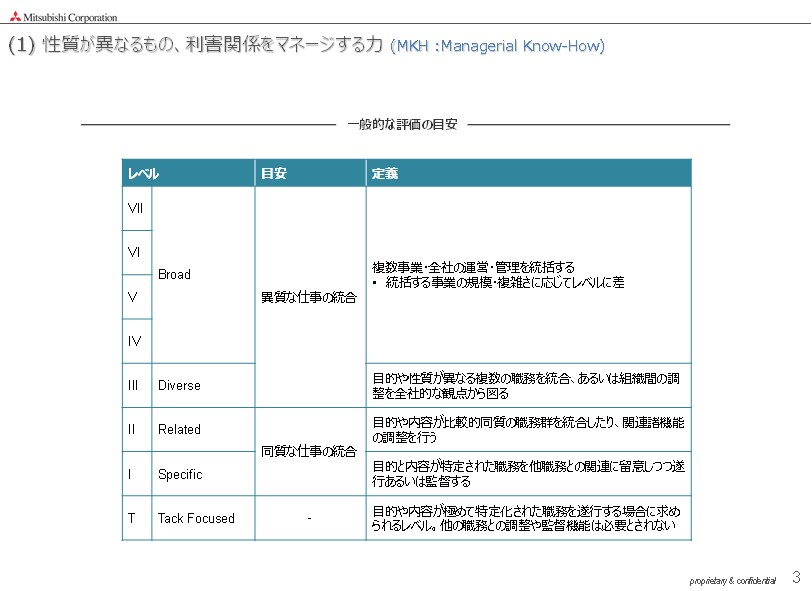 Mitsubishi Corporation
(1) 性質が異なるもの、利害関係をマネージする力 (MKH :Managerial Know-How)
一般的な評価の目安
レベル 目安 定義
VII
VI
V
IV
Broad
異質な仕事の統合
複数事業・全社の運営・管理を統括する
• 統括する事業の規模・複雑さに応じてレベルに差
III Diverse
目的や性質が異なる複数の職務を統合、あるいは組織間の調
整を全社的な観点から図る
II Related
同質な仕事の統合
目的や内容が比較的同質の職務群を統合したり、関連諸機能
の調整を行う
I Specific
目的と内容が特定された職務を他職務との関連に留意しつつ遂
行あるいは監督する
T Tack Focused -
目的や内容が極めて特定化された職務を遂行する場合に求め
られるレベル。他の職務との調整や監督機能は必要とされない
proprietary & confidential 3